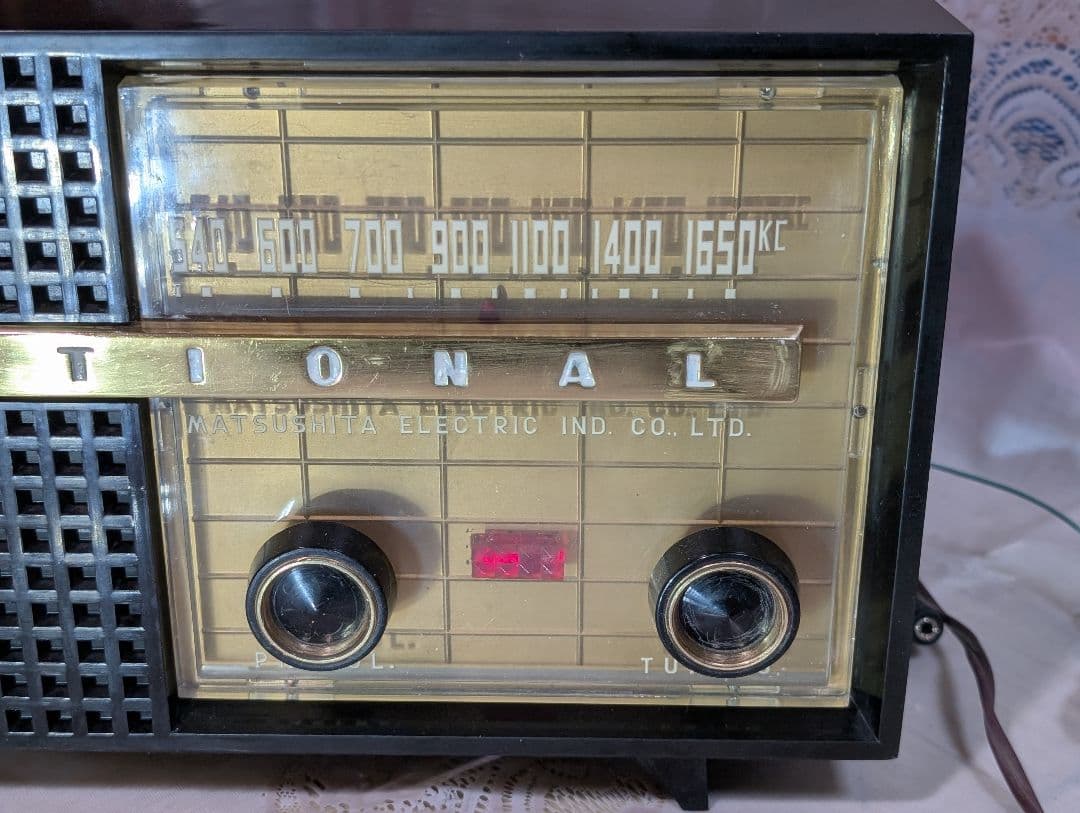 540 600 700 900 1100 1400 1650 KC
TIONAL
MATSUSHITA ELECTRIC IND. CO., LTD.